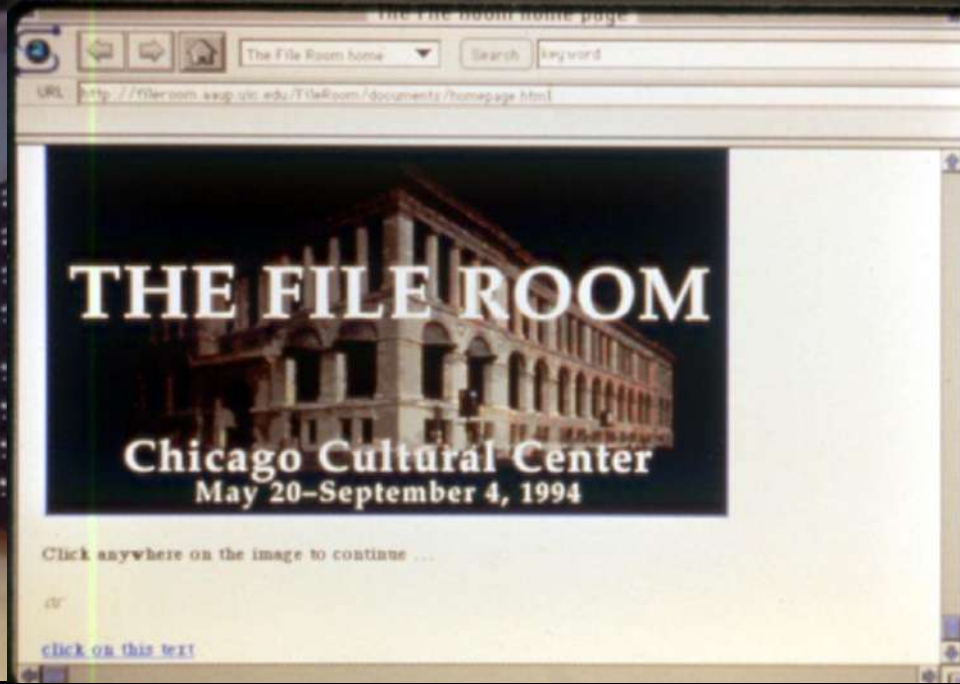 The File Room home page
The File Room home
Search
keyword
URL
http://fileroom.aaup.uic.edu/FileRoom/documents/homepage.html
THE FILE ROOM
Chicago Cultural Center
May 20–September 4, 1994
Click anywhere on the image to continue ...
or
click on this text